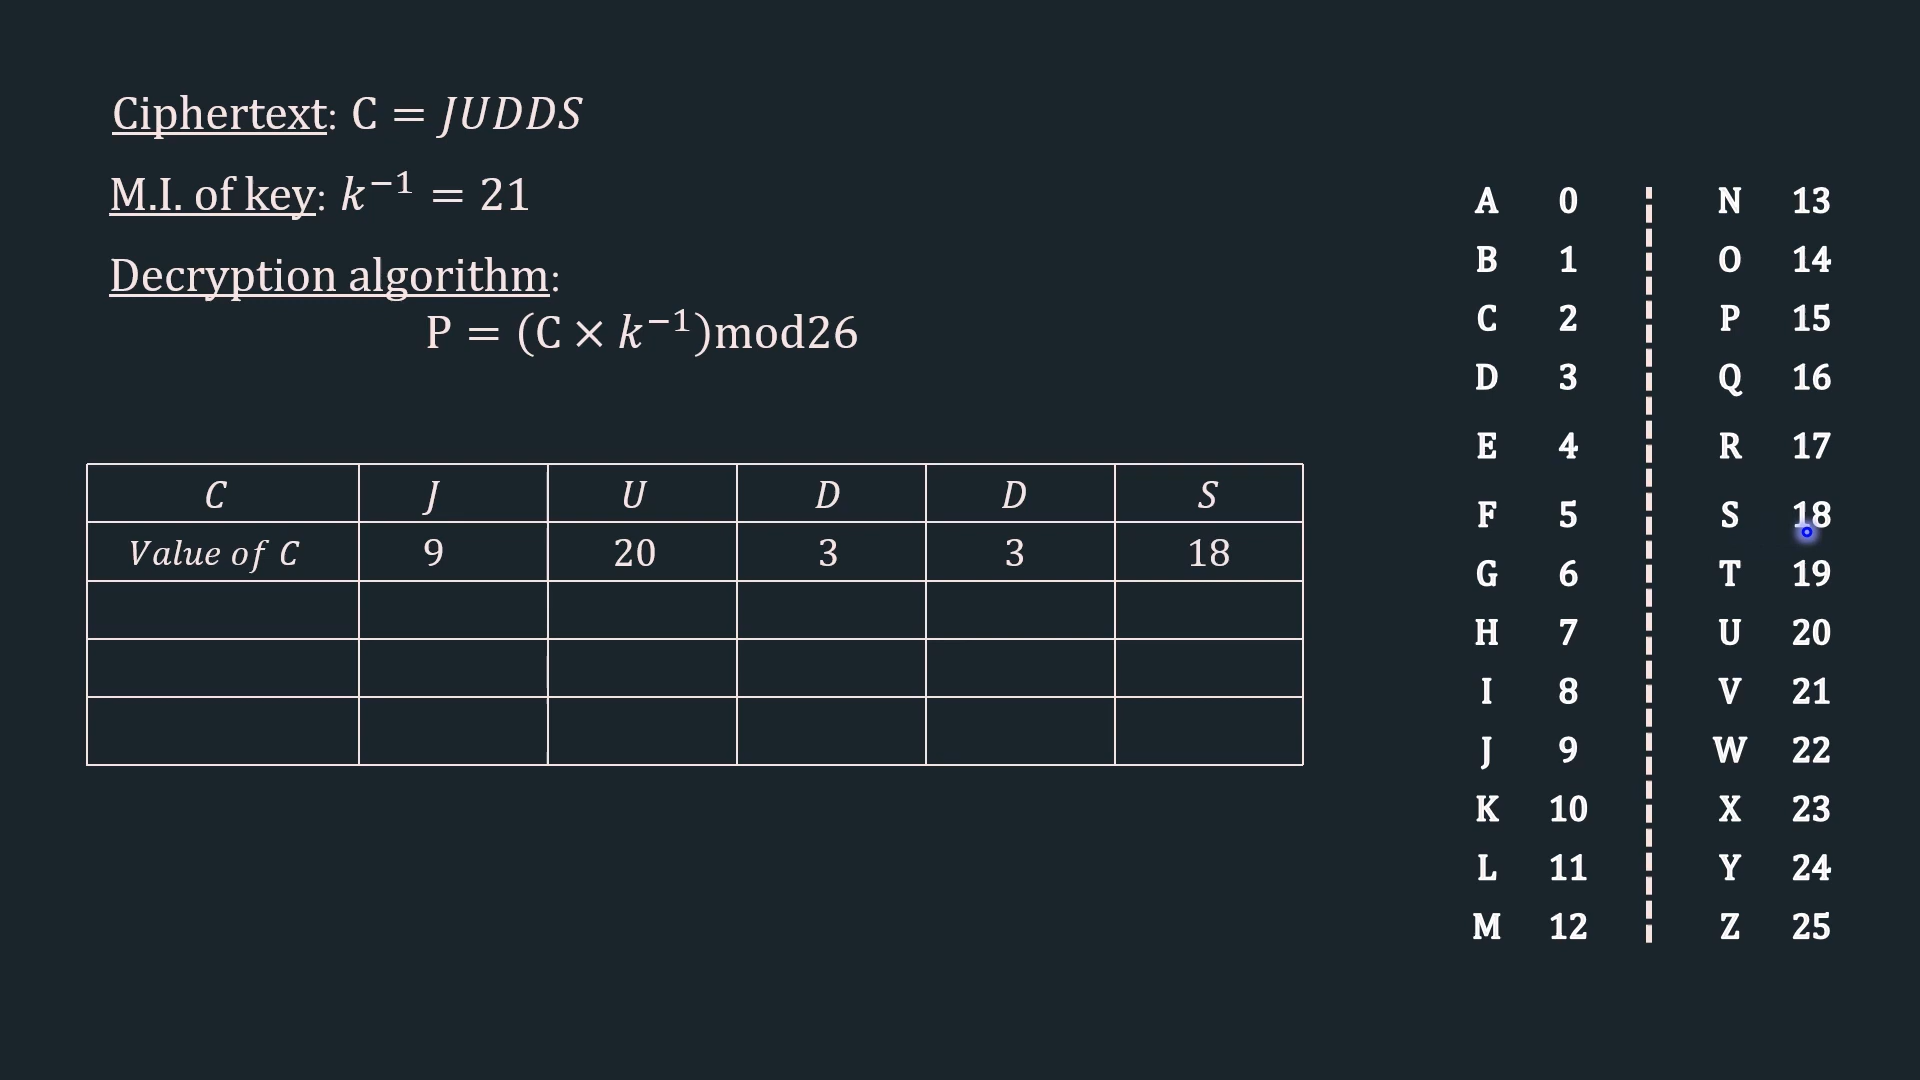 Ciphertext: C = JUDDS
M.I. of key: k⁻¹ = 21
Decryption algorithm:
P = (C × k⁻¹)mod26
C J U D D S
Value of C 9 20 3 3 18
A 0 N 13
B 1 O 14
C 2 P 15
D 3 Q 16
E 4 R 17
F 5 S 18
G 6 T 19
H 7 U 20
I 8 V 21
J 9 W 22
K 10 X 23
L 11 Y 24
M 12 Z 25